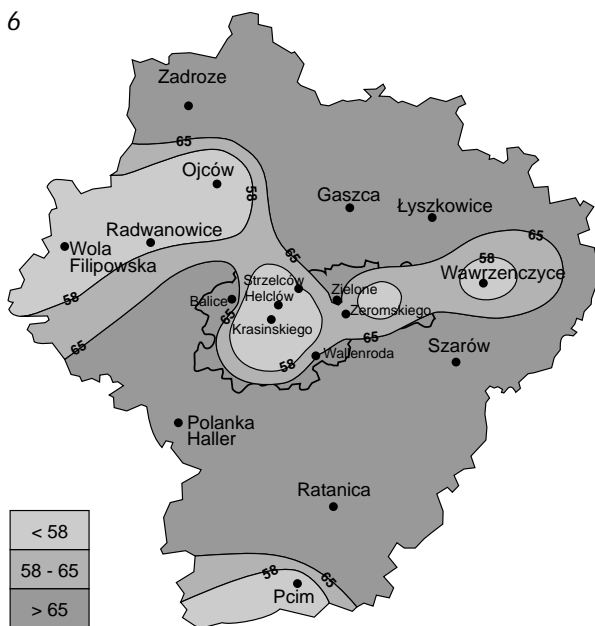 6
Zadroze
65
Ojców
58
Gaszca
Łyszkowice
Radwanowice
Wola
Filipowska
65
65
58
Wawrzenczyce
Strzelców
Helclów
Balice
Zielone
Zeromskiego
58
65
Krasinskiego
65
65
Wallenroda
58
Szarów
Polanka
Haller
Ratanica
< 58
58 - 65
> 65
58
65
Pcim